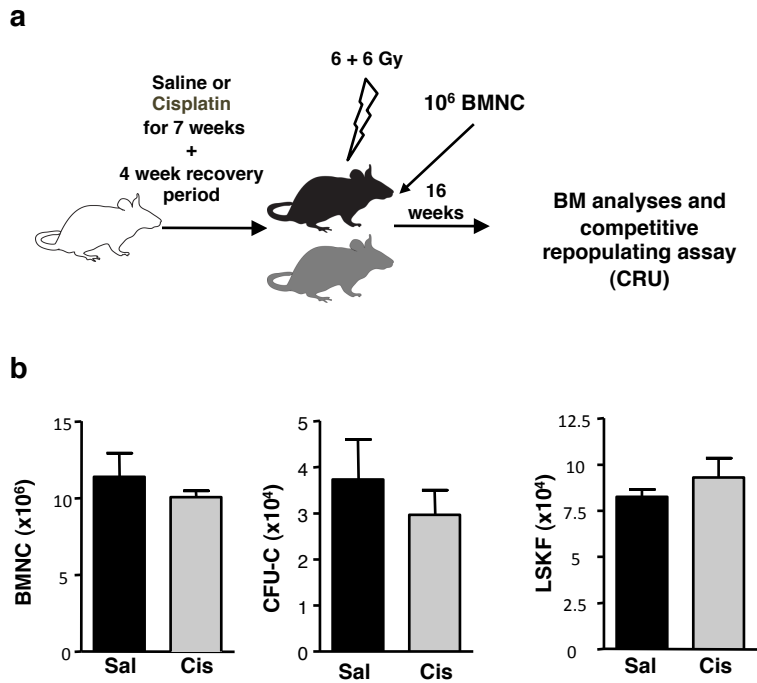 a
6 + 6 Gy
Saline or
Cisplatin
for 7 weeks
+
4 week recovery
period
10⁶ BMNC
16
weeks
BM analyses and
competitive
repopulating assay
(CRU)
b
BMNC (x10⁶)
15
10
5
0
Sal Cis
CFU-C (x10⁴)
5
4
3
2
1
0
Sal Cis
LSKF (x10⁴)
12.5
10
7.5
5
2.5
0
Sal Cis